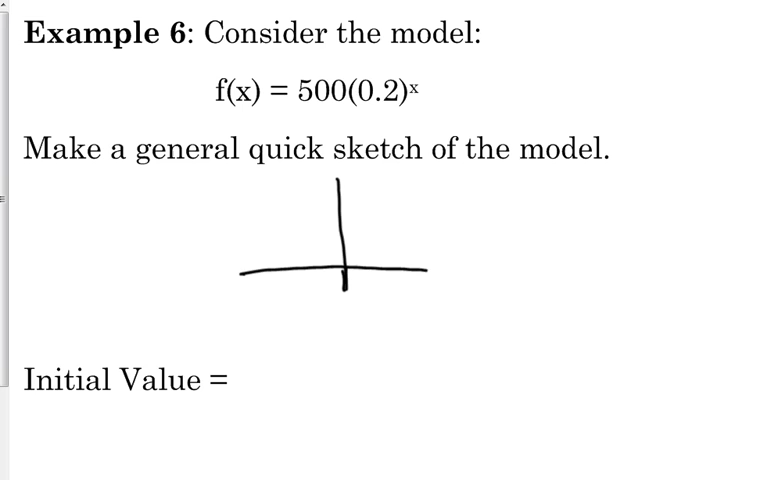 Example 6: Consider the model:
f(x) = 500(0.2)ˣ
Make a general quick sketch of the model.
Initial Value =